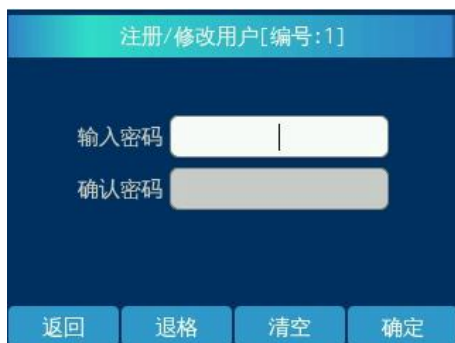 注册/修改用户[编号:1]
输入密码
确认密码
返回 退格 清空 确定